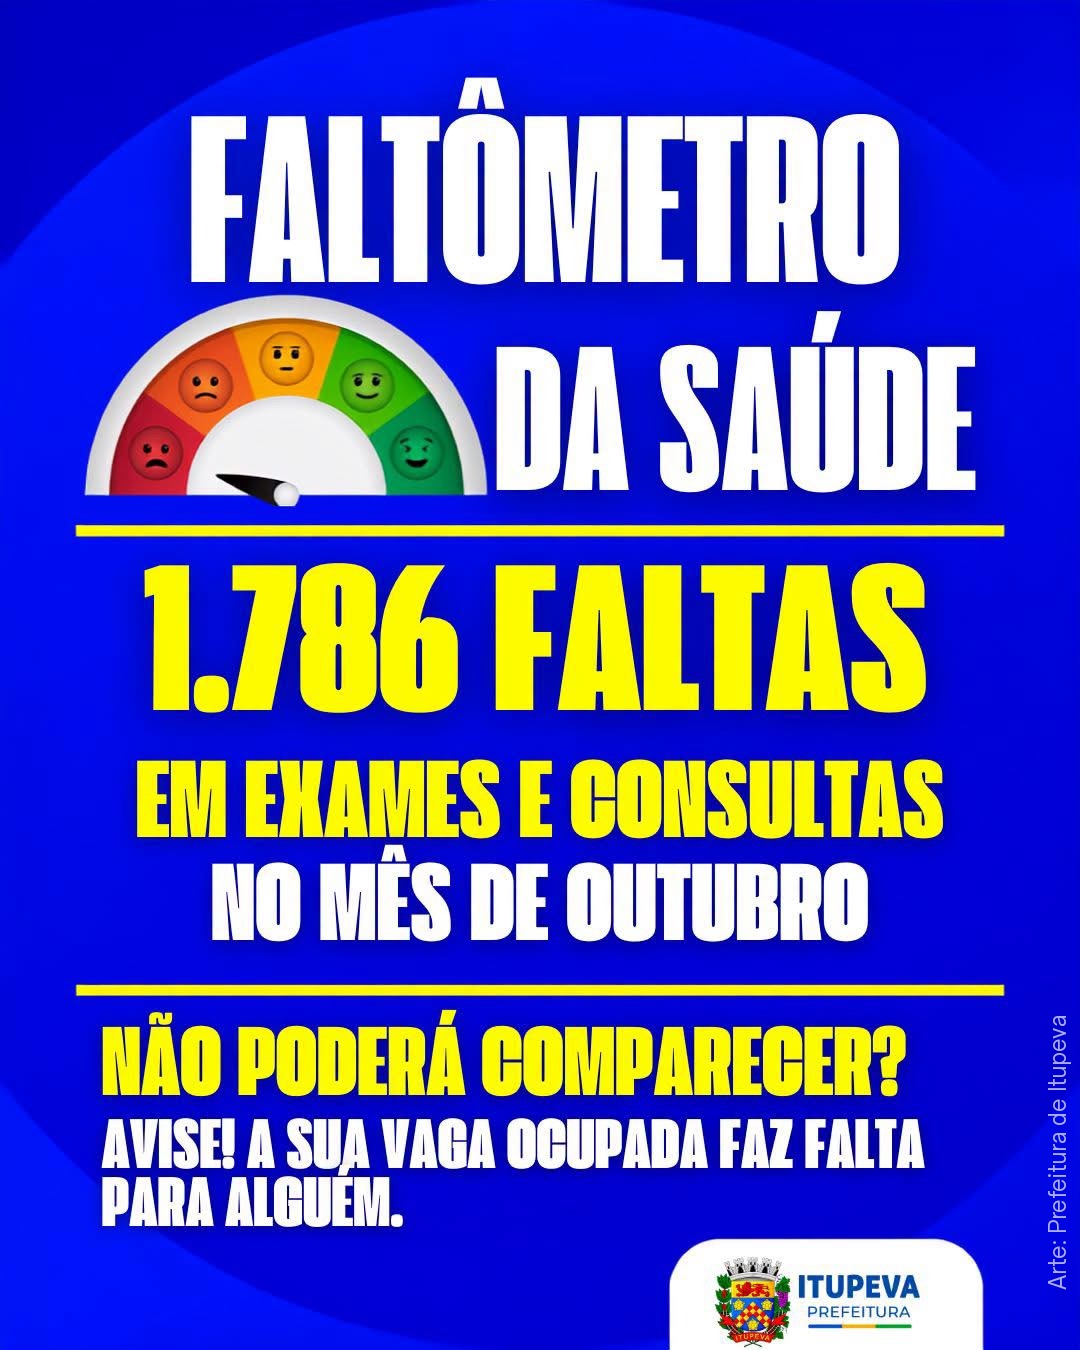 FALTÔMETRO
DA SAÚDE
1.786 FALTAS
EM EXAMES E CONSULTAS
NO MÊS DE OUTUBRO
NÃO PODERÁ COMPARECER?
AVISE! A SUA VAGA OCUPADA FAZ FALTA
PARA ALGUÉM.
Arte: Prefeitura de Itupeva
ITUPEVA
ITUPEVA
PREFEITURA